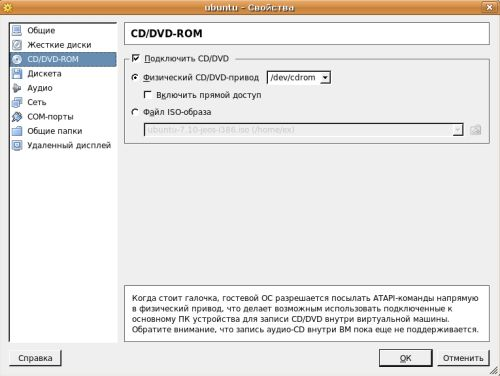 ubuntu - Свойства
Общие
Жесткие диски
CD/DVD-ROM
Дискета
Аудио
Сеть
COM-порты
Общие папки
Удаленный дисплей
CD/DVD-ROM
Подключить CD/DVD
Физический CD/DVD-привод /dev/cdrom
Включить прямой доступ
Файл ISO-образа
ubuntu-7.10-jeos-i386.iso (/home/ex)
Когда стоит галочка, гостевой ОС разрешается посылать ATAPI-команды напрямую
в физический привод, что делает возможным использовать подключенные к
основному ПК устройства для записи CD/DVD внутри виртуальной машины.
Обратите внимание, что запись аудио-CD внутри ВМ пока еще не поддерживается.
Справка
OK
Отменить